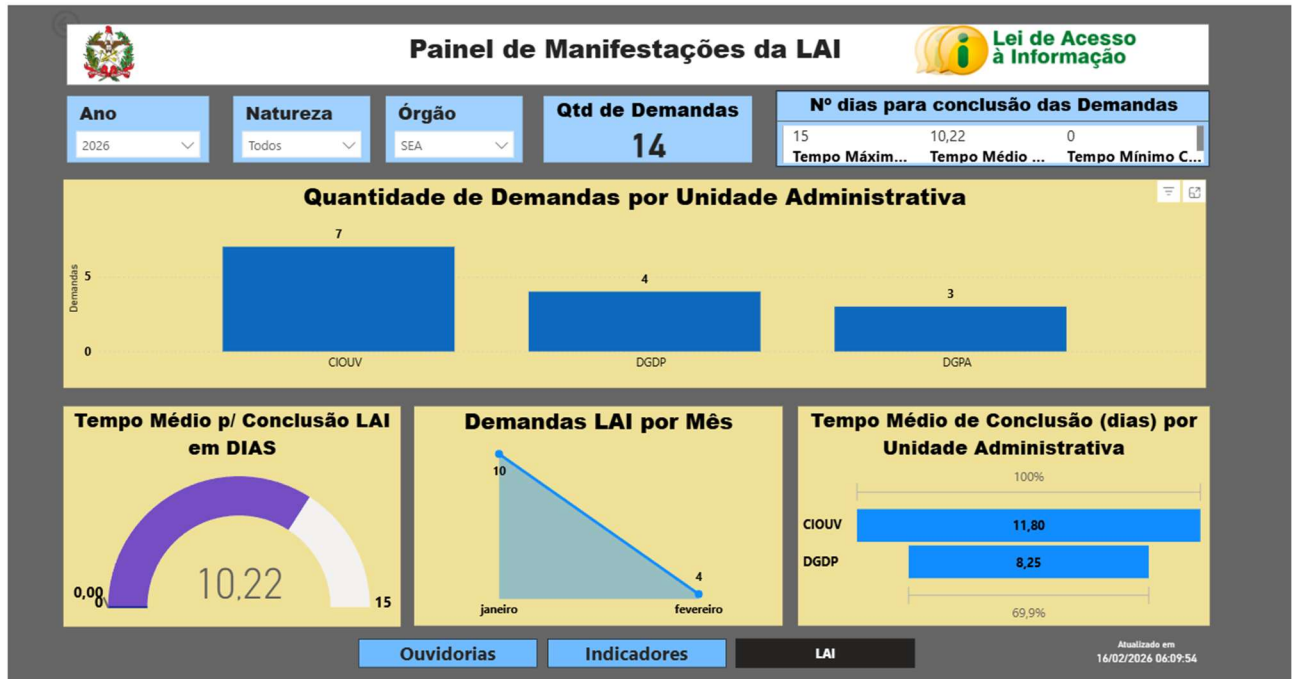 Painel de Manifestações da LAI
Lei de Acesso
à Informação
Ano
2026
Natureza
Todos
Órgão
SEA
Qtd de Demandas
14
Nº dias para conclusão das Demandas
15
10,22
0
Tempo Máxim...
Tempo Médio ...
Tempo Mínimo C...
Quantidade de Demandas por Unidade Administrativa
Demandas
5
0
7
4
3
CIOUV
DGDP
DGPA
Tempo Médio p/ Conclusão LAI
em DIAS
10,22
0,00
0
15
Demandas LAI por Mês
10
4
janeiro
fevereiro
Tempo Médio de Conclusão (dias) por
Unidade Administrativa
100%
CIOUV
11,80
DGDP
8,25
69,9%
Ouvidorias
Indicadores
LAI
Atualizado em
16/02/2026 06:09:54